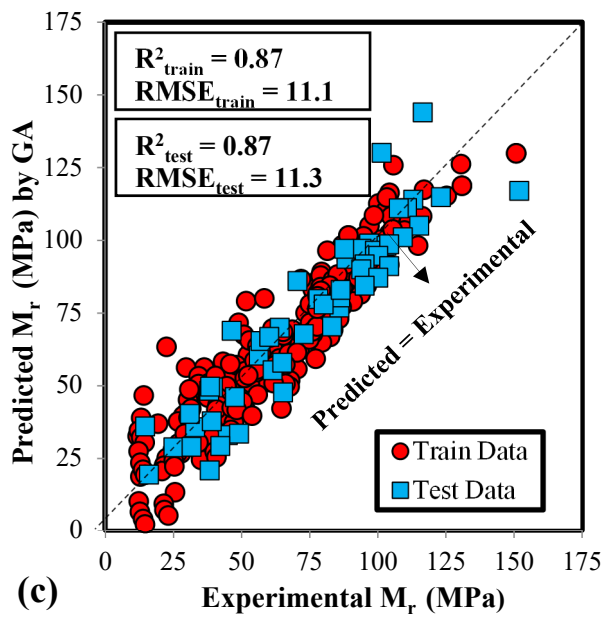 175
150
125
100
75
50
25
0
Predicted Mᵣ (MPa) by GA
R²train = 0.87
RMSEtrain = 11.1
R²test = 0.87
RMSEtest = 11.3
Predicted = Experimental
Train Data
Test Data
0 25 50 75 100 125 150 175
(c) Experimental Mᵣ (MPa)